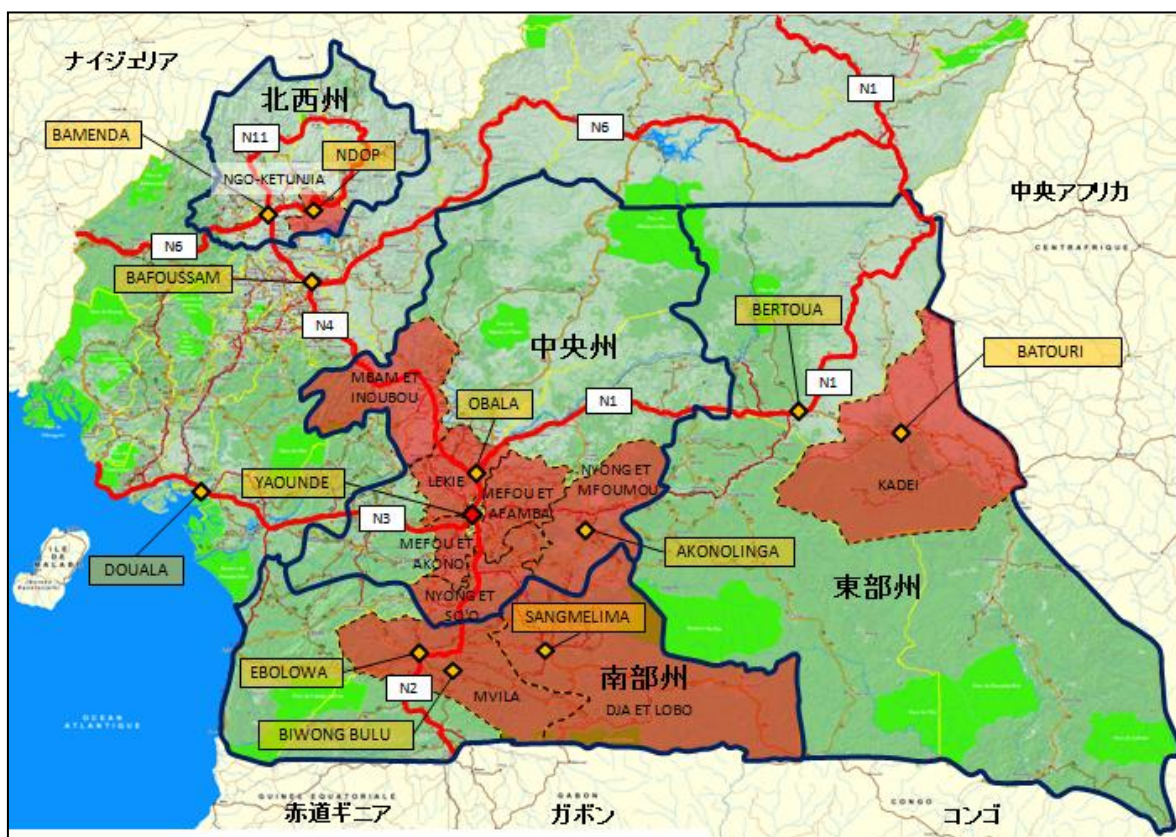 ナイジェリア
北西州
N1
N11
N6
BAMENDA
NDOP
NGO-KETUNJIA
中央アフリカ
CENTRAFRIQUE
N6
BAFOUSSAM
BERTOUA
N4
中央州
BATOURI
MBAM ET
INOUBOU
OBALA
N1
N1
YAOUNDE
LEKIE
NYONG ET
MFOUMOU
MEFOU ET
AFAMBA
KADEI
N3
DOUALA
MEFOU ET
AKONO
AKONOLINGA
ILE
DE
MALABO
NYONG ET
SO'O
SANGMELIMA
東部州
EBOLOWA
N2
MVILA
南部州
DJA ET LOBO
BIWONG BULU
OCEAN
ATLANTIQUE
GUINEE EQUATORIALE
赤道ギニア
GABON
ガボン
CONGO
コンゴ